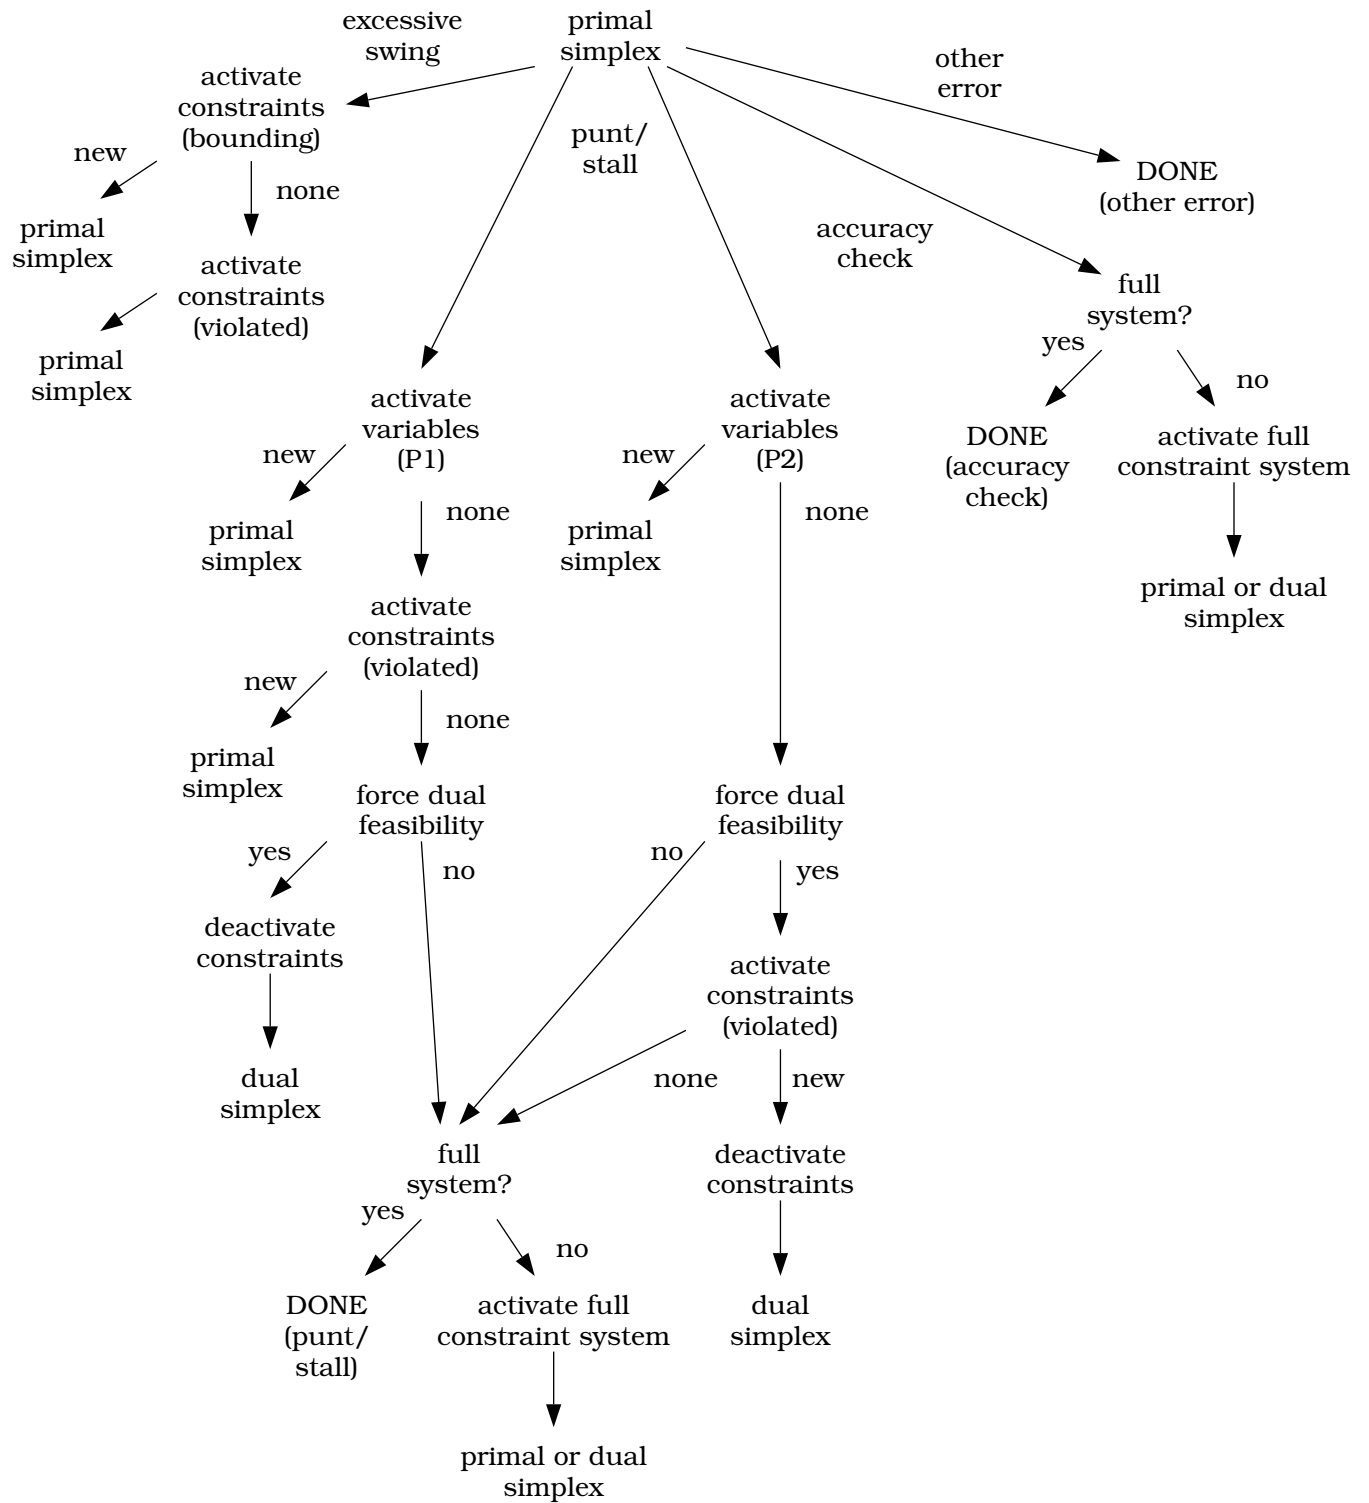 excessive
swing
primal
simplex
other
error
activate
constraints
(bounding)
punt/
stall
DONE
(other error)
new
none
primal
simplex
accuracy
check
activate
constraints
(violated)
full
system?
primal
simplex
yes
no
activate
variables
(P1)
activate
variables
(P2)
DONE
(accuracy
check)
activate full
constraint system
new
none
new
none
primal
simplex
primal
simplex
primal or dual
simplex
activate
constraints
(violated)
new
none
primal
simplex
force dual
feasibility
force dual
feasibility
yes
no
no
yes
deactivate
constraints
activate
constraints
(violated)
dual
simplex
none
new
full
system?
deactivate
constraints
yes
no
DONE
(punt/
stall)
activate full
constraint system
dual
simplex
primal or dual
simplex